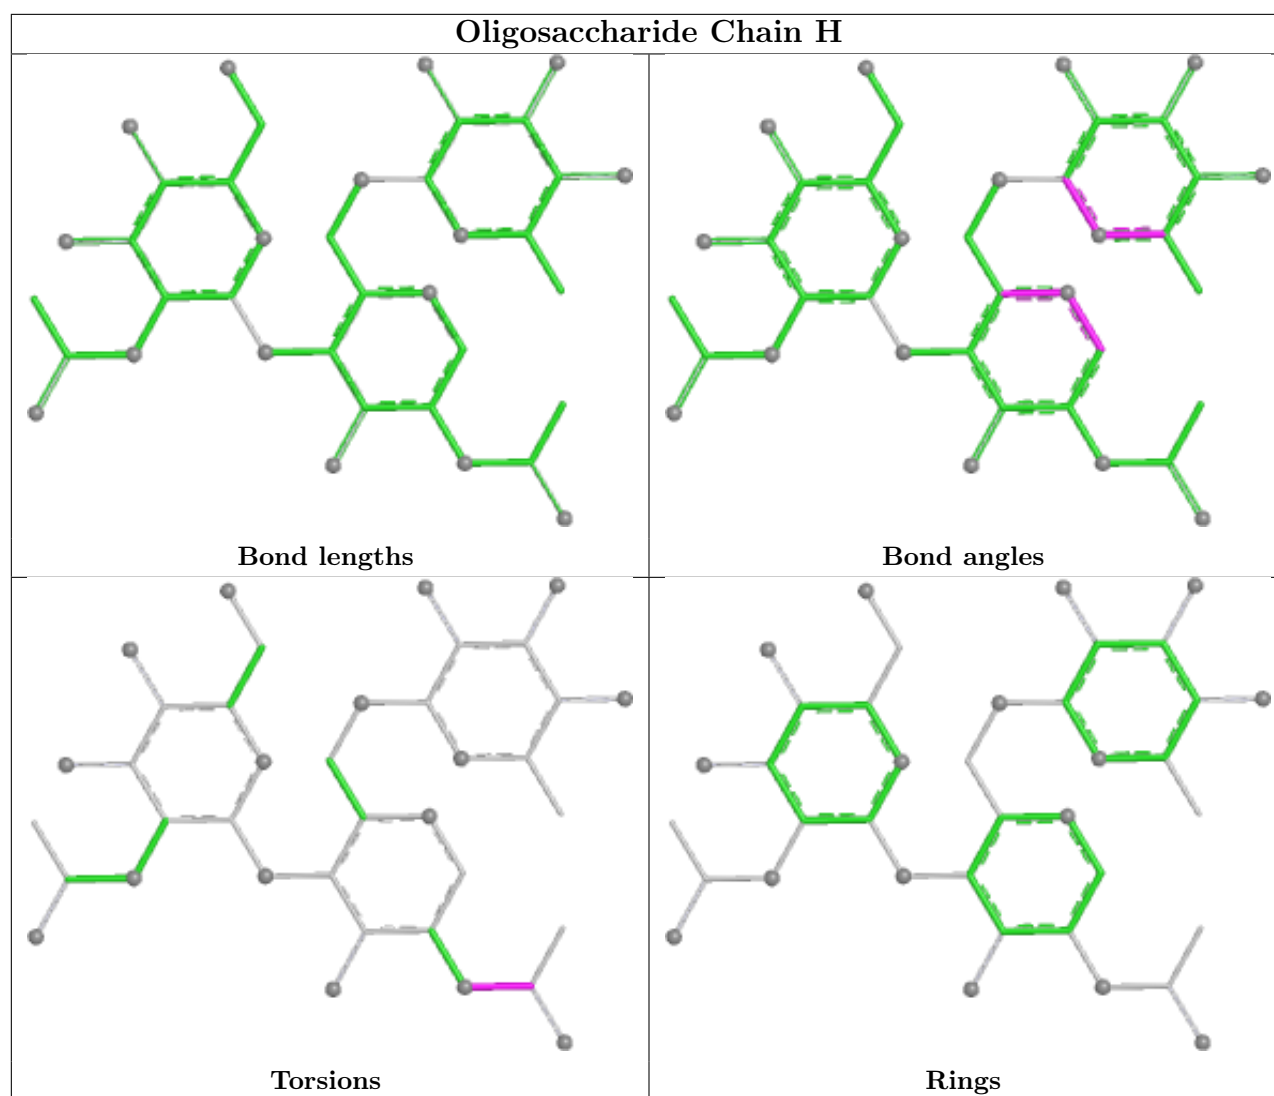 Oligosaccharide Chain H
Bond lengths
Bond angles
Torsions
Rings